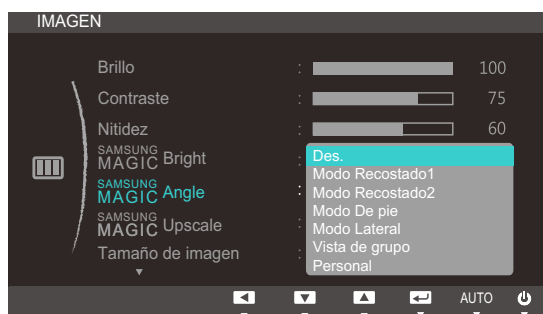 IMAGEN
Brillo : 100
Contraste : 75
Nitidez : 60
SAMSUNG MAGIC Bright :
SAMSUNG MAGIC Angle :
SAMSUNG MAGIC Upscale :
Tamaño de imagen :
Des.
Modo Recostado1
Modo Recostado2
Modo De pie
Modo Lateral
Vista de grupo
Personal
AUTO